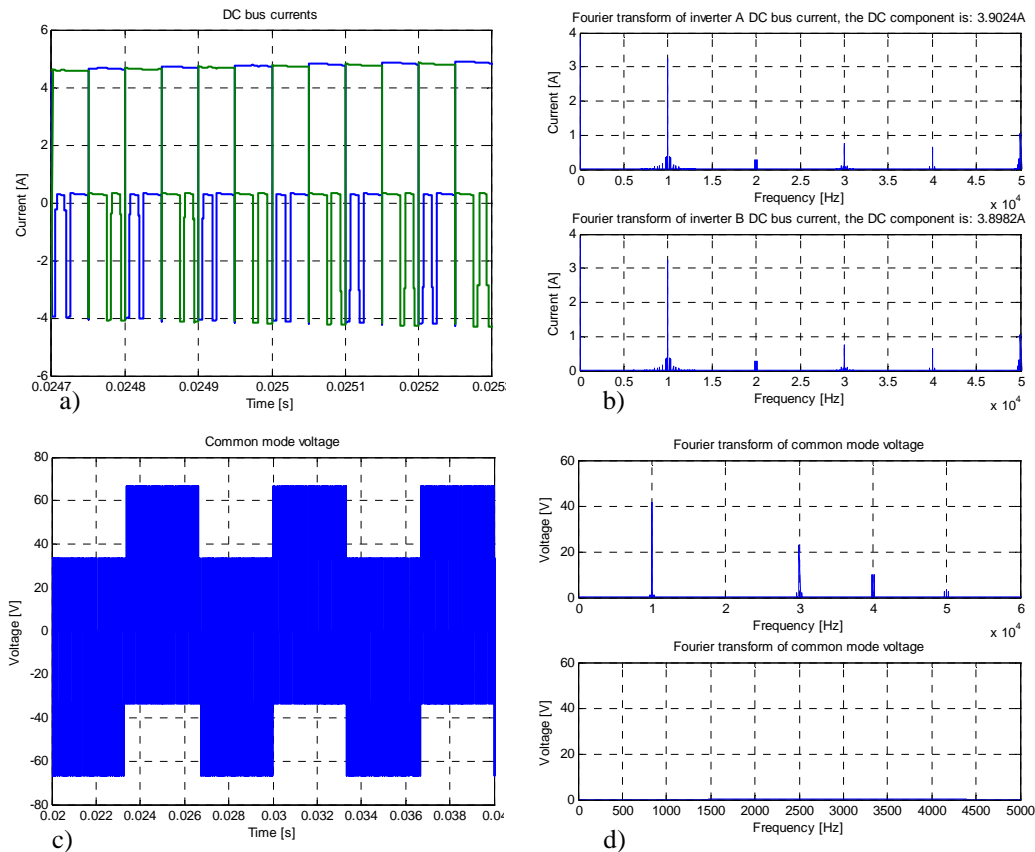 DC bus currents
6
4
2
0
-2
-4
-6
Current [A]
0.0247 0.0248 0.0249 0.025 0.0251 0.0252
Time [s]
a)
Fourier transform of inverter A DC bus current, the DC component is: 3.9024A
4
3
2
1
0
Current [A]
0 0.5 1 1.5 2 2.5 3 3.5 4 4.5 5
x 10^4
Frequency [Hz]
Fourier transform of inverter B DC bus current, the DC component is: 3.8982A
4
3
2
1
0
Current [A]
0 0.5 1 1.5 2 2.5 3 3.5 4 4.5 5
x 10^4
Frequency [Hz]
b)
Common mode voltage
80
60
40
20
0
-20
-40
-60
-80
Voltage [V]
0.02 0.022 0.024 0.026 0.028 0.03 0.032 0.034 0.036 0.038 0.04
Time [s]
c)
Fourier transform of common mode voltage
60
40
20
0
Voltage [V]
0 1 2 3 4 5 6
x 10^4
Frequency [Hz]
Fourier transform of common mode voltage
60
40
20
0
Voltage [V]
0 500 1000 1500 2000 2500 3000 3500 4000 4500 5000
Frequency [Hz]
d)